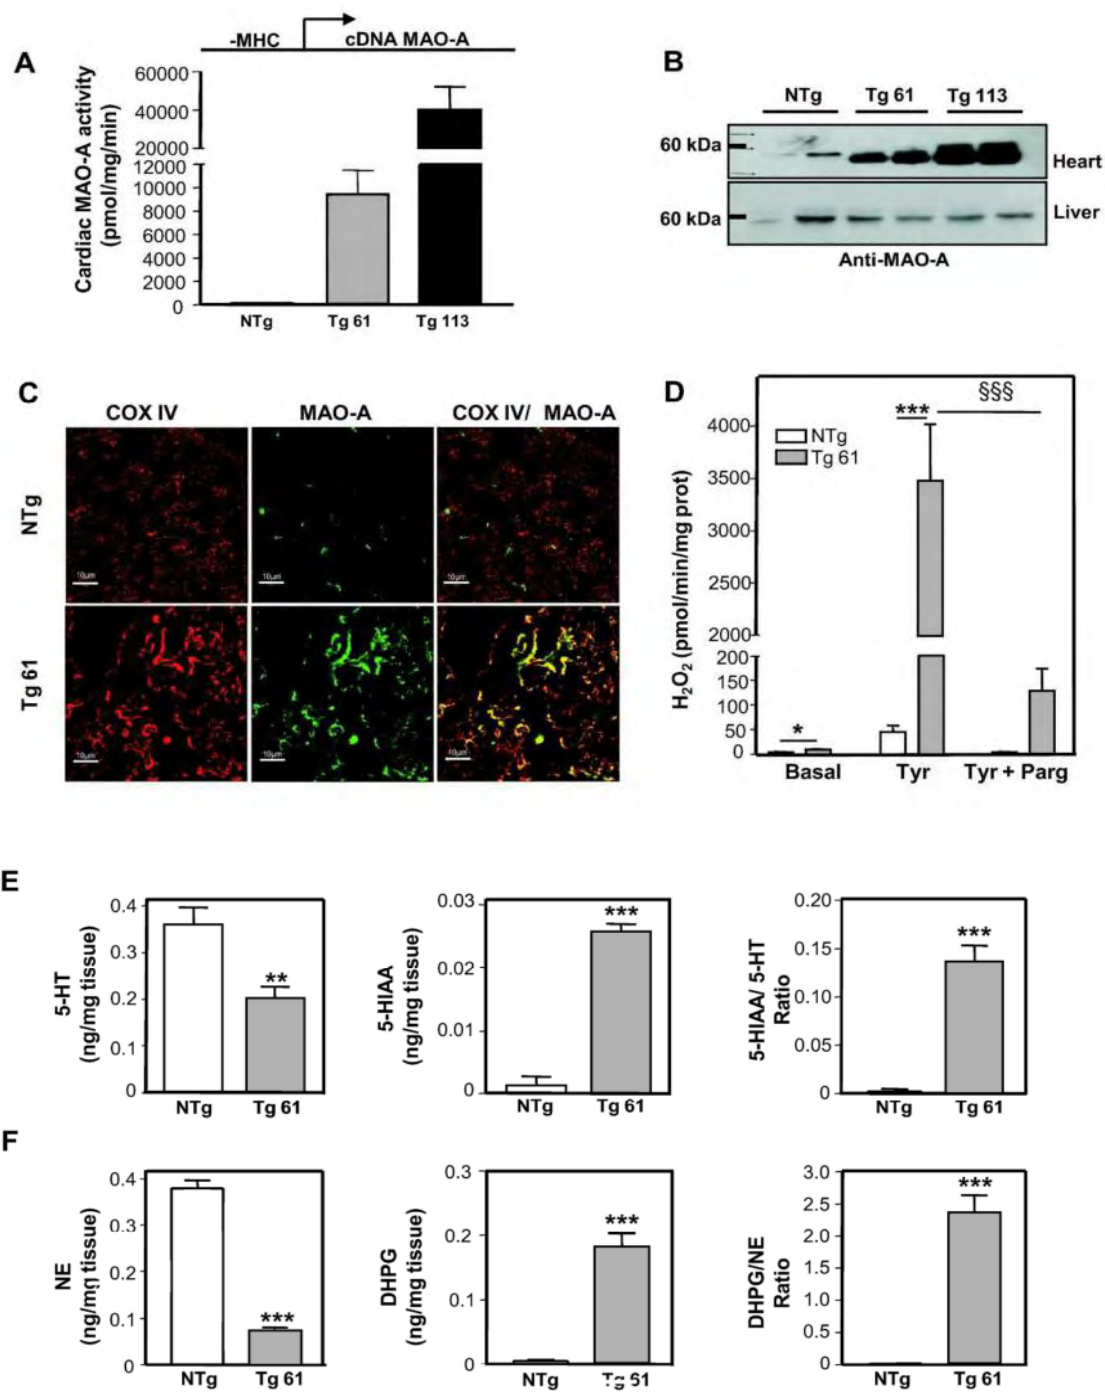 -MHC cDNA MAO-A
A
Cardiac MAO-A activity
(pmol/mg/min)
60000
40000
20000
12000
10000
8000
6000
4000
2000
0
NTg Tg 61 Tg 113
B
NTg Tg 61 Tg 113
60 kDa
Heart
60 kDa
Liver
Anti-MAO-A
C
COX IV MAO-A COX IV/ MAO-A
NTg
10µm 10µm 10µm
Tg 61
10µm 10µm 10µm
D
H2O2 (pmol/min/mg prot)
4000
3500
3000
2500
2000
200
150
100
50
0
NTg
Tg 61
***
§§§
*
Basal Tyr Tyr + Parg
E
5-HT
(ng/mg tissue)
0.4
0.3
0.2
0.1
0
**
NTg Tg 61
5-HIAA
(ng/mg tissue)
0.03
0.02
0.01
0
***
NTg Tg 61
5-HIAA/ 5-HT
Ratio
0.20
0.15
0.10
0.05
0
***
NTg Tg 61
F
NE
(ng/mg tissue)
0.4
0.3
0.2
0.1
0
***
NTg Tg 61
DHPG
(ng/mg tissue)
0.3
0.2
0.1
0
***
NTg
DHPG/NE
Ratio
3.0
2.5
2.0
1.5
1.0
0.5
0
***
NTg Tg 61